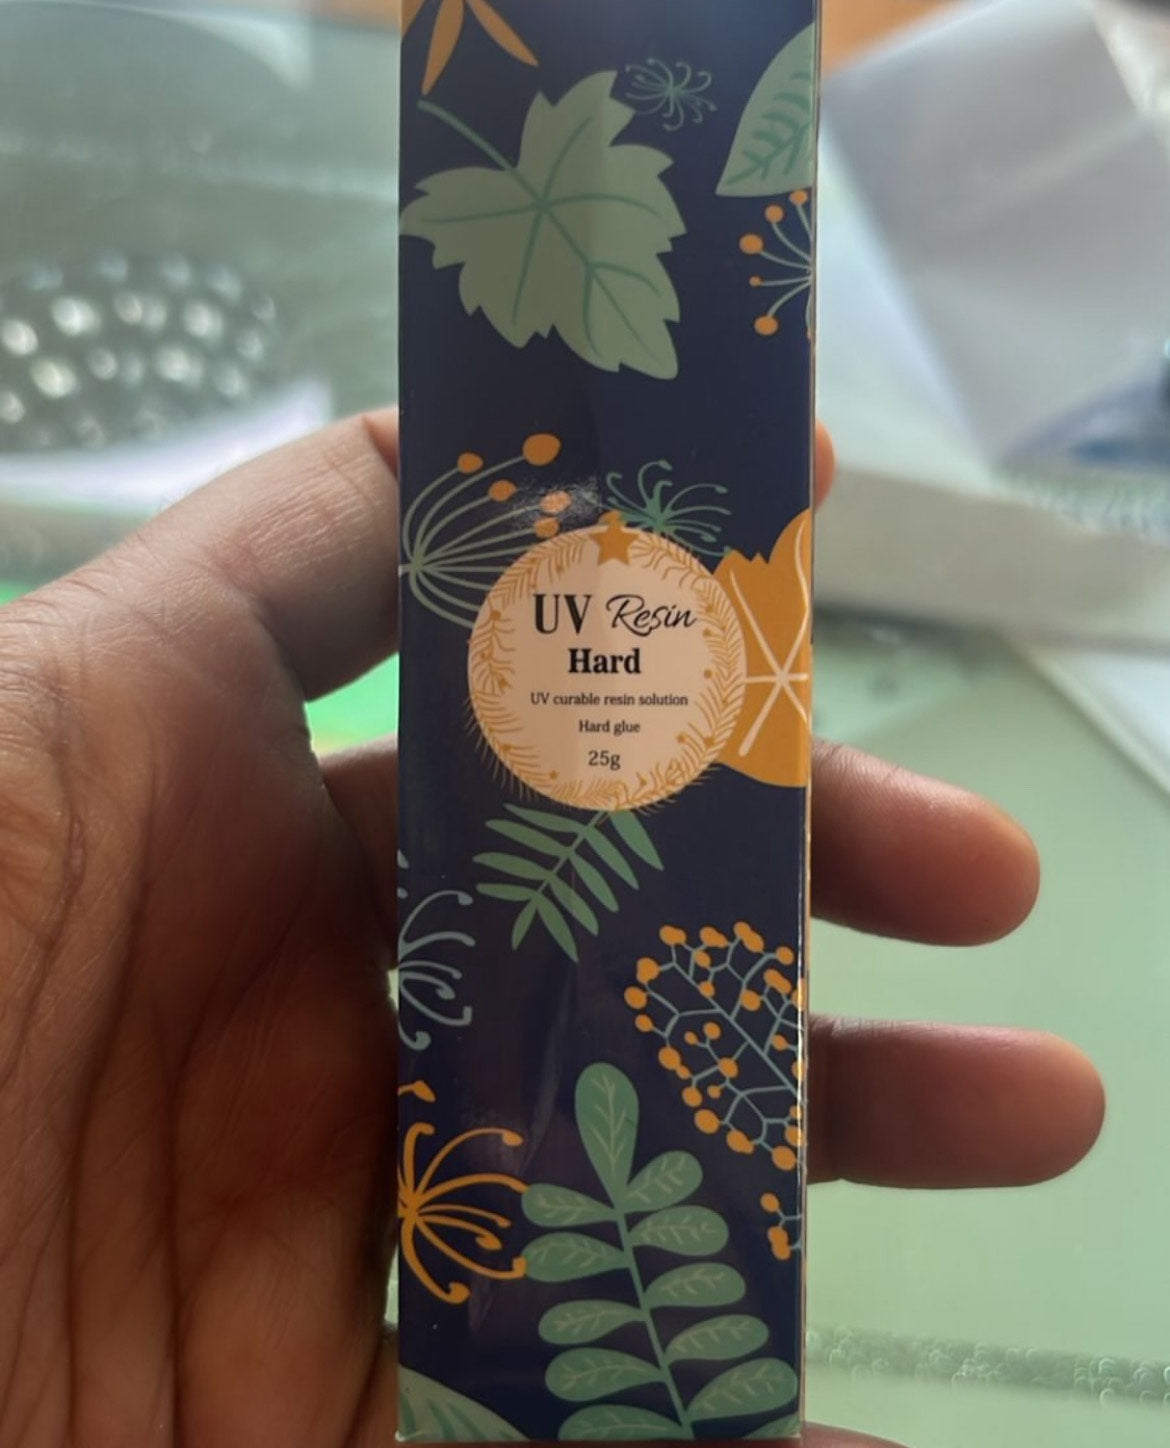 UV Resin
Hard
UV curable resin solution
Hard glue
25g